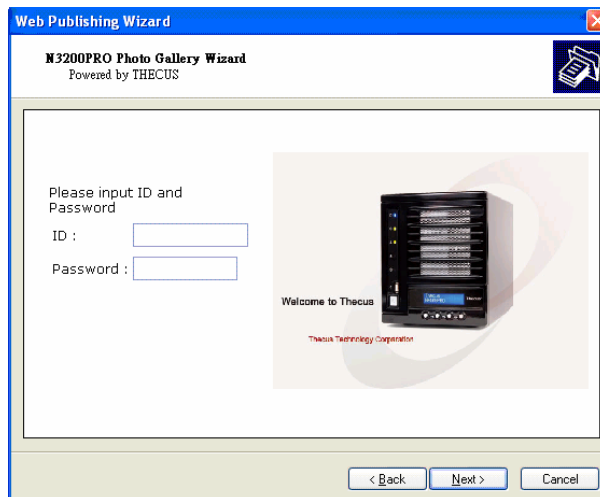 Web Publishing Wizard
N3200PRO Photo Gallery Wizard
Powered by THECUS
Please input ID and
Password
ID :
Password :
Welcome to Thecus
Thecus Technology Corporation
< Back
Next >
Cancel